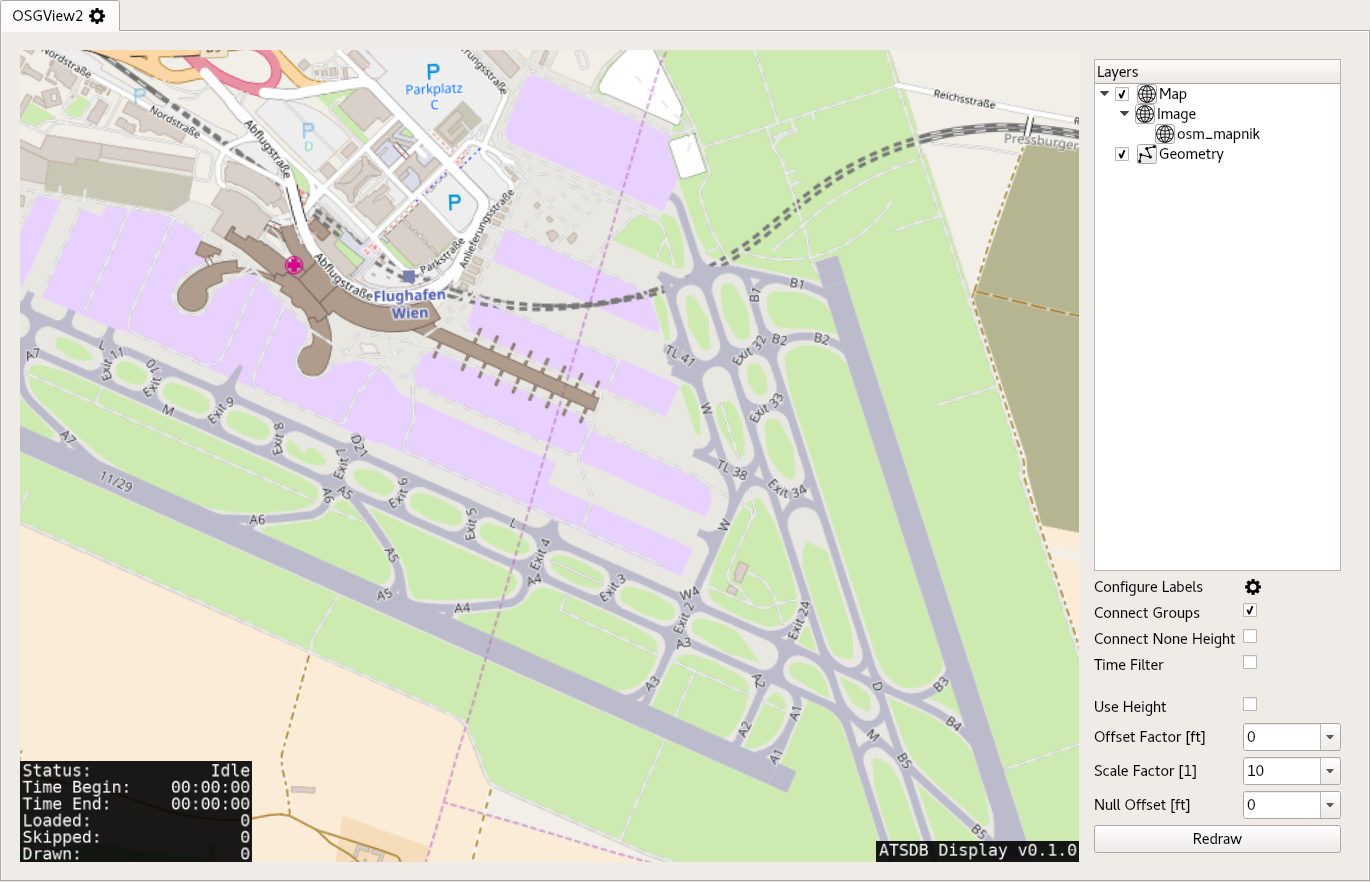 OSGView2
Nordstraße
Nordstraße
Abflugstraße
P
P
D
P
Parkplatz
C
P
Reichsstraße
Pressburger
Anlieferungsstraße
Parkstraße
Abflugstraße
Flughafen
Wien
B1
B1
B2
B2
Exit 32
TL 41
Exit 33
W
TL 38
Exit 34
W
A7
L
Exit 11
Exit 10
M
Exit 9
Exit 8
D21
Exit 7
A7
11/29
A6
A5
Exit 6
A6
Exit 5
L
A5
Exit 4
A4
Exit 3
A5
A4
W4
Exit 2
Exit 24
A3
A3
A2
A2
A1
A1
D
M
B3
B4
B5
B5
Status: Idle
Time Begin: 00:00:00
Time End: 00:00:00
Loaded: 0
Skipped: 0
Drawn: 0
ATSDB Display v0.1.0
Layers
Map
Image
osm_mapnik
Geometry
Configure Labels
Connect Groups
Connect None Height
Time Filter
Use Height
Offset Factor [ft] 0
Scale Factor [1] 10
Null Offset [ft] 0
Redraw